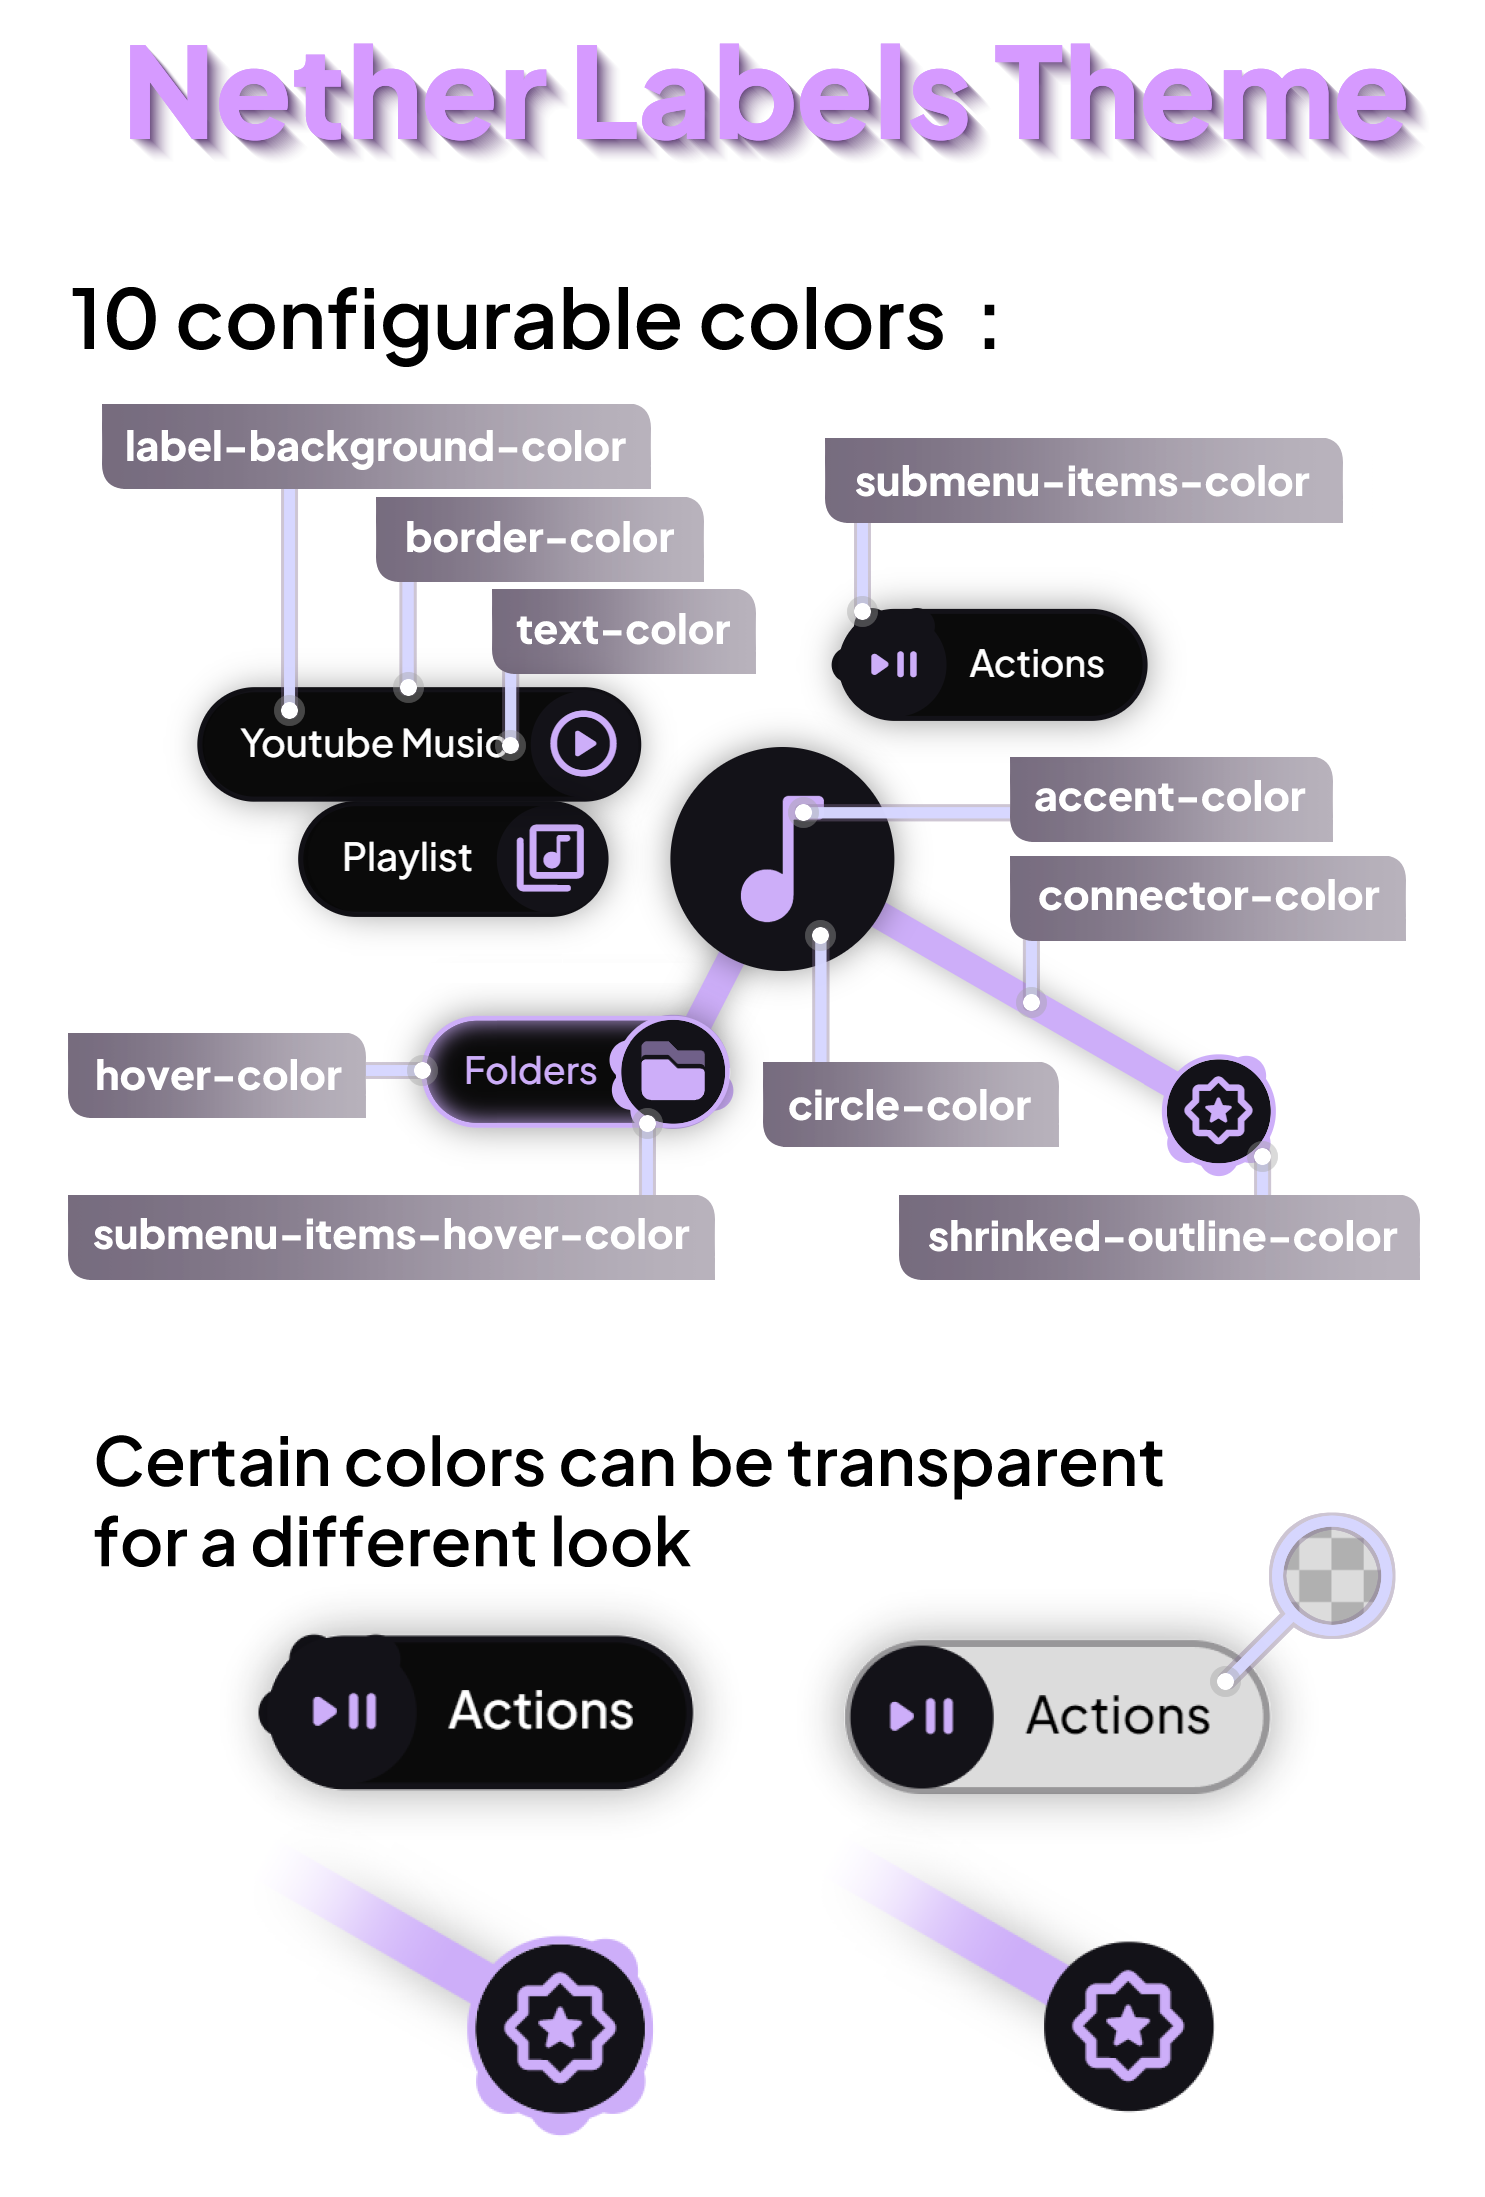 Nether Labels Theme
10 configurable colors :
label-background-color
border-color
text-color
submenu-items-color
Actions
Youtube Music
Playlist
accent-color
connector-color
hover-color
Folders
circle-color
submenu-items-hover-color
shrinked-outline-color
Certain colors can be transparent
for a different look
Actions
Actions